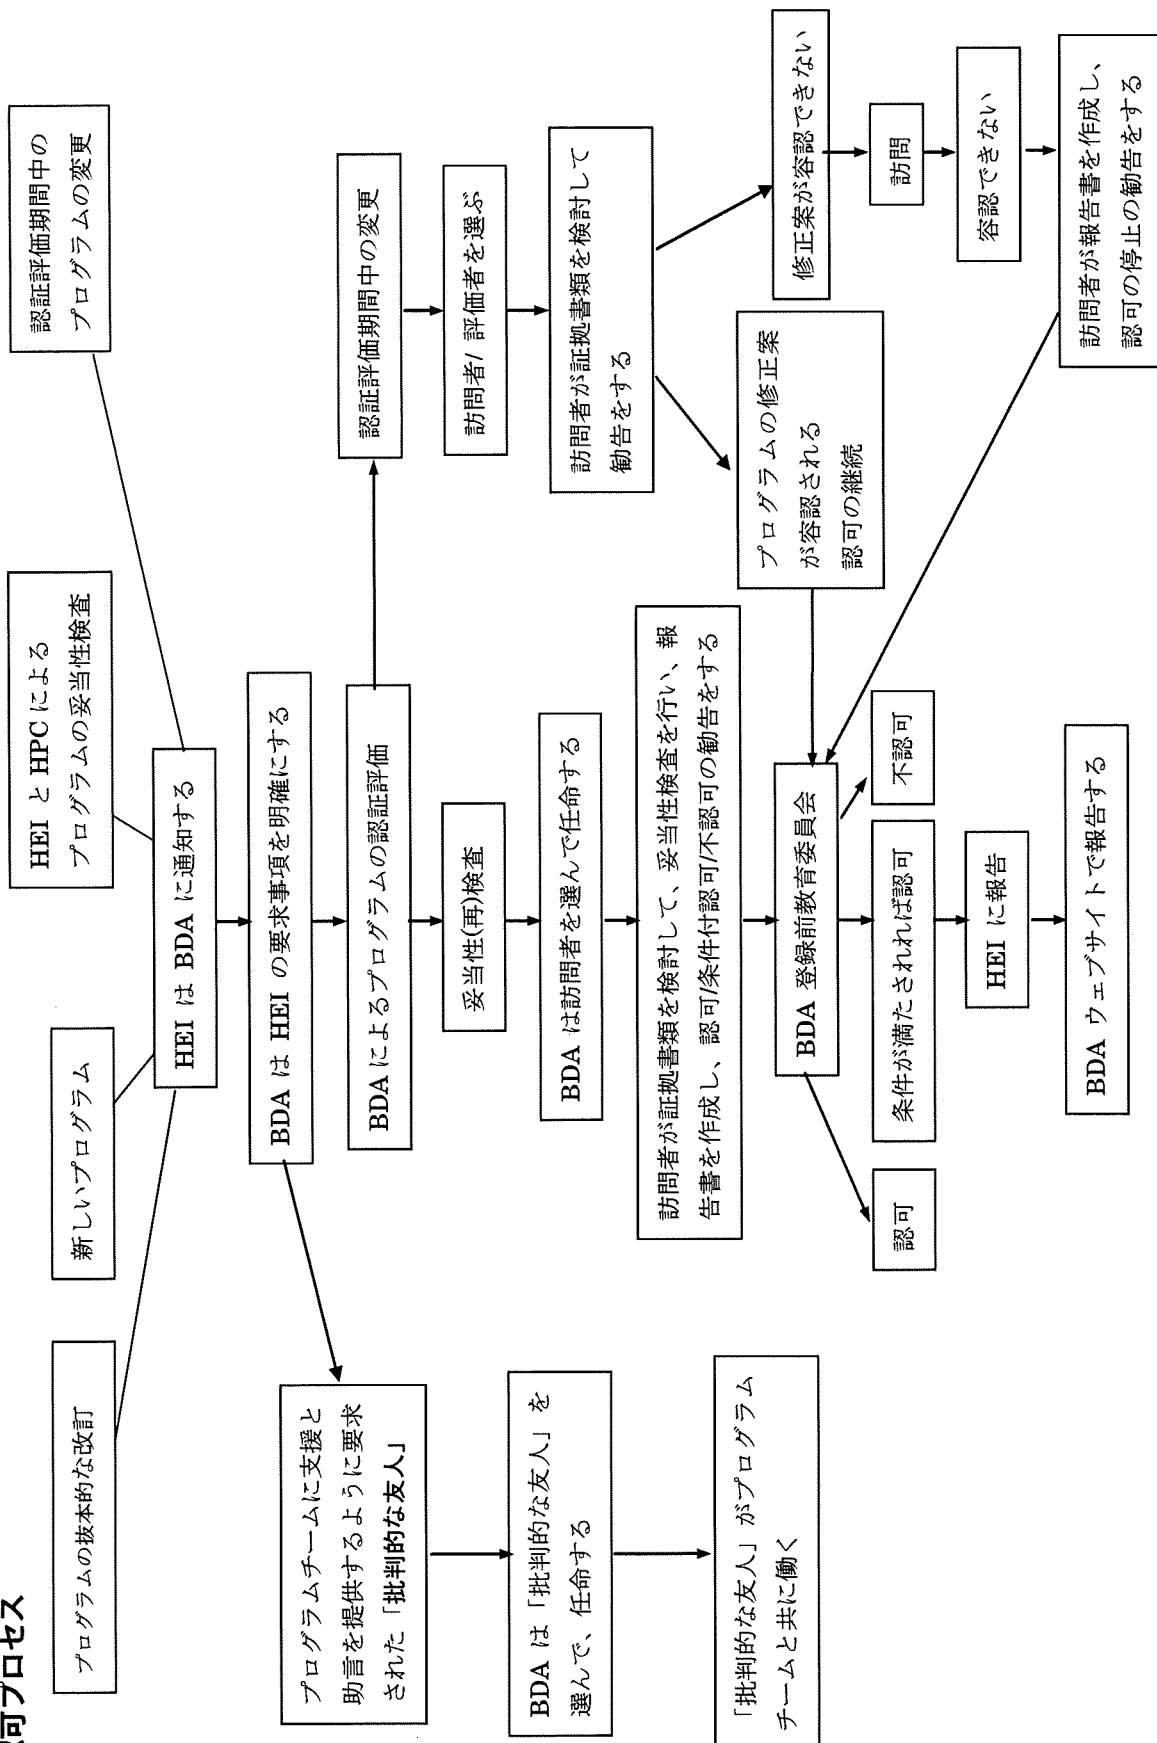 可プロセス
プログラムの抜本的な改訂
新しいプログラム
HEI と HPC による
プログラムの妥当性検査
認証評価期間中の
プログラムの変更
HEI は BDA に通知する
BDA は HEI の要求事項を明確にする
BDA によるプログラムの認証評価
認証評価期間中の変更
妥当性(再)検査
訪問者/ 評価者を選ぶ
プログラムチームに支援と
助言を提供するように要求
された「批判的な友人」
BDA は訪問者を選んで任命する
訪問者が証拠書類を検討して
勧告をする
BDA は「批判的な友人」を
選んで、任命する
訪問者が証拠書類を検討して、妥当性検査を行い、報
告書を作成し、認可/条件付認可/不認可の勧告をする
プログラムの修正案
が容認される
認可の継続
修正案が容認できない
「批判的な友人」がプログラム
チームと共に働く
BDA 登録前教育委員会
訪問
認可
条件が満たされれば認可
不認可
容認できない
HEI に報告
訪問者が報告書を作成し、
認可の停止の勧告をする
BDA ウェブサイトで報告する